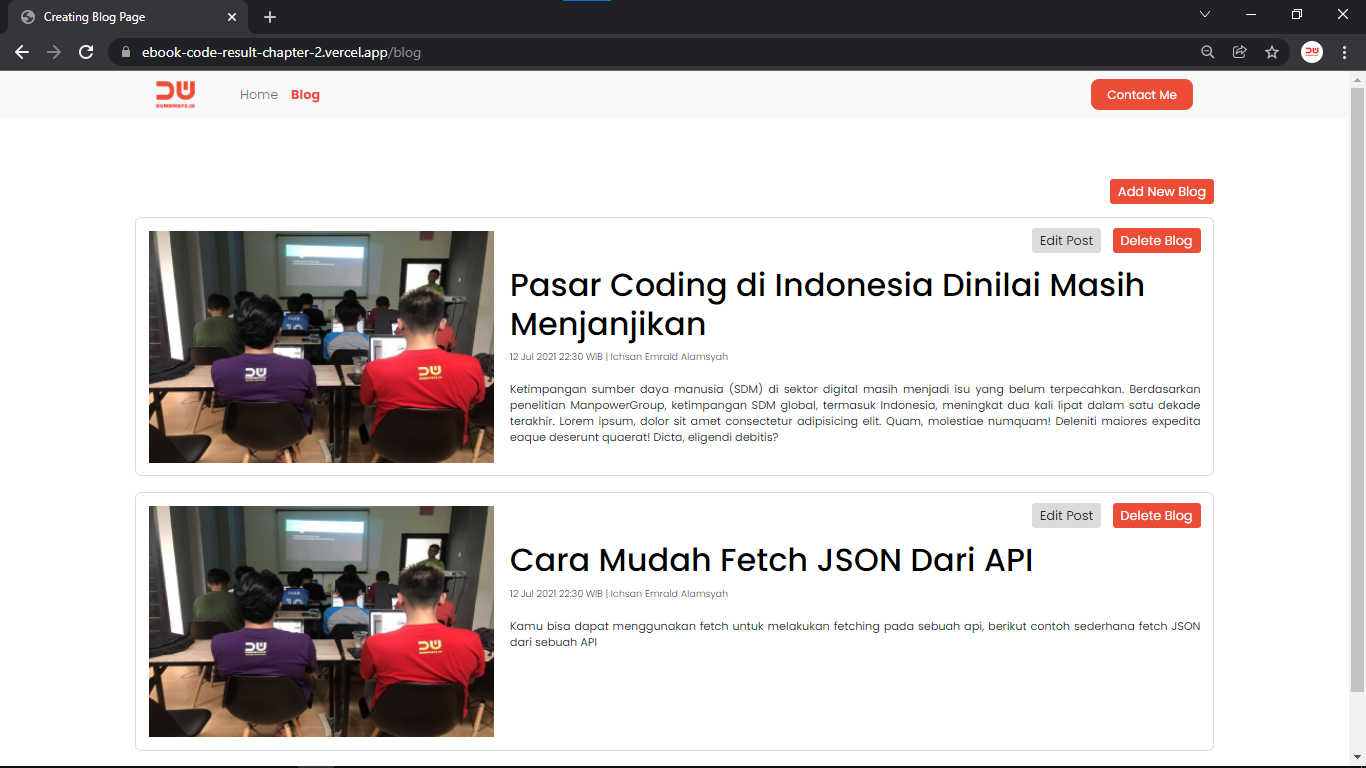 Creating Blog Page
ebook-code-result-chapter-2.vercel.app/blog
DUMBWAYS.ID
Home Blog
Contact Me
Add New Blog
Edit Post Delete Blog
Pasar Coding di Indonesia Dinilai Masih
Menjanjikan
12 Jul 2021 22:30 WIB | Ichsan Emrald Alamsyah
Ketimpangan sumber daya manusia (SDM) di sektor digital masih menjadi isu yang belum terpecahkan. Berdasarkan
penelitian ManpowerGroup, ketimpangan SDM global, termasuk Indonesia, meningkat dua kali lipat dalam satu dekade
terakhir. Lorem ipsum, dolor sit amet consectetur adipisicing elit. Quam, molestiae numquam! Deleniti maiores expedita
eaque deserunt quaerat! Dicta, eligendi debitis?
Edit Post Delete Blog
Cara Mudah Fetch JSON Dari API
12 Jul 2021 22:30 WIB | Ichsan Emrald Alamsyah
Kamu bisa dapat menggunakan fetch untuk melakukan fetching pada sebuah api, berikut contoh sederhana fetch JSON
dari sebuah API